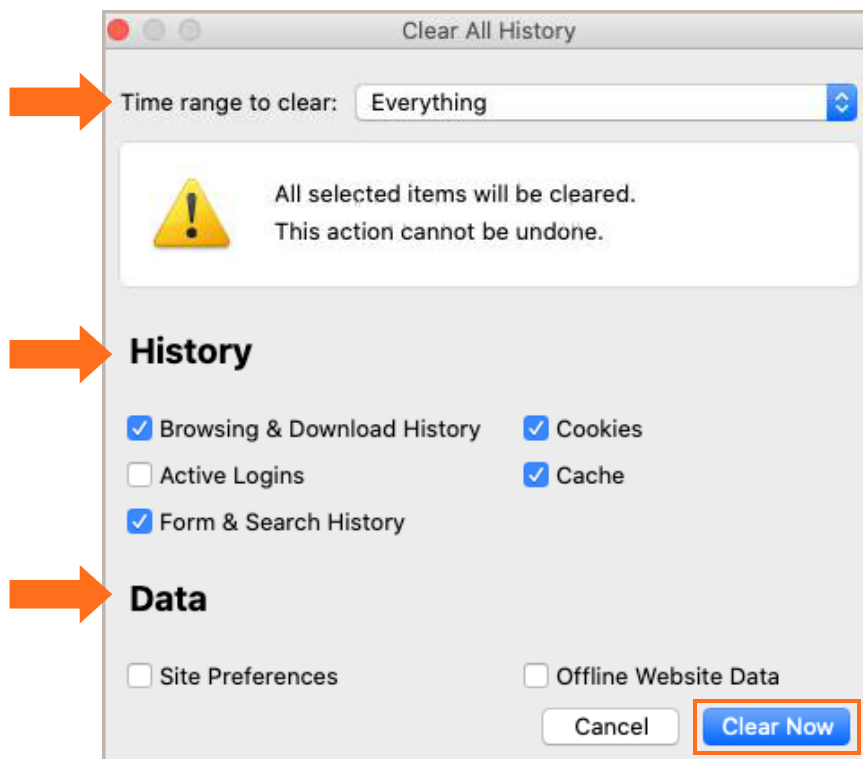 Clear All History
Time range to clear: Everything
All selected items will be cleared.
This action cannot be undone.
History
Browsing & Download History Cookies
Active Logins Cache
Form & Search History
Data
Site Preferences Offline Website Data
Cancel Clear Now